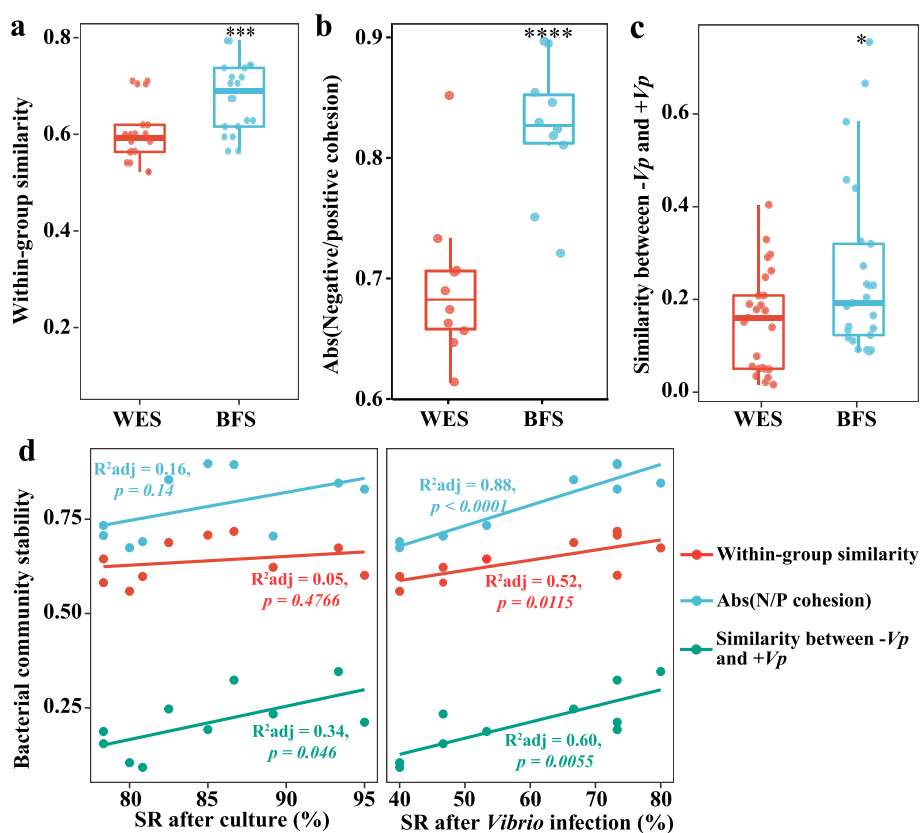 a
***
Within-group similarity
0.8
0.6
0.4
0.2
WES
BFS
b
****
Abs(Negative/positive cohesion)
0.9
0.8
0.7
0.6
WES
BFS
c
*
Similarity betweeen -Vp and +Vp
0.6
0.4
0.2
0.0
WES
BFS
d
Bacterial community stability
0.75
0.50
0.25
R²adj = 0.16,
p = 0.14
R²adj = 0.05,
p = 0.4766
R²adj = 0.34,
p = 0.046
80
85
90
95
SR after culture (%)
R²adj = 0.88,
p < 0.0001
R²adj = 0.52,
p = 0.0115
R²adj = 0.60,
p = 0.0055
40
50
60
70
80
SR after Vibrio infection (%)
Within-group similarity
Abs(N/P cohesion)
Similarity between -Vp
and +Vp